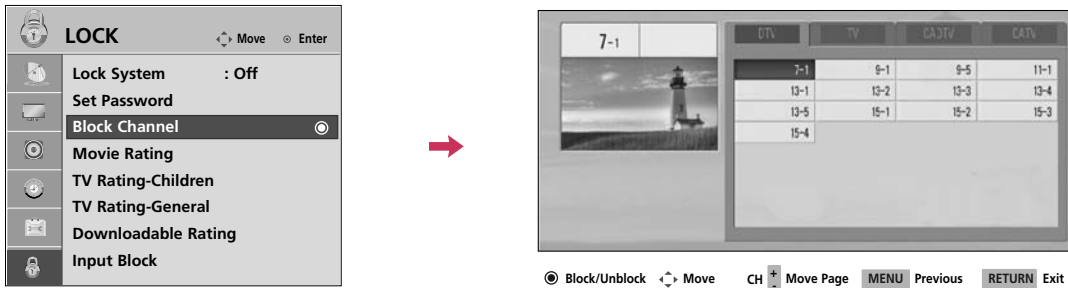 LOCK Move Enter
Lock System : Off
Set Password
Block Channel
Movie Rating
TV Rating-Children
TV Rating-General
Downloadable Rating
Input Block
7-1
DTV TV CADTV CATV
7-1 9-1 9-5 11-1
13-1 13-2 13-3 13-4
13-5 15-1 15-2 15-3
15-4
Block/Unblock Move CH + - Move Page MENU Previous RETURN Exit